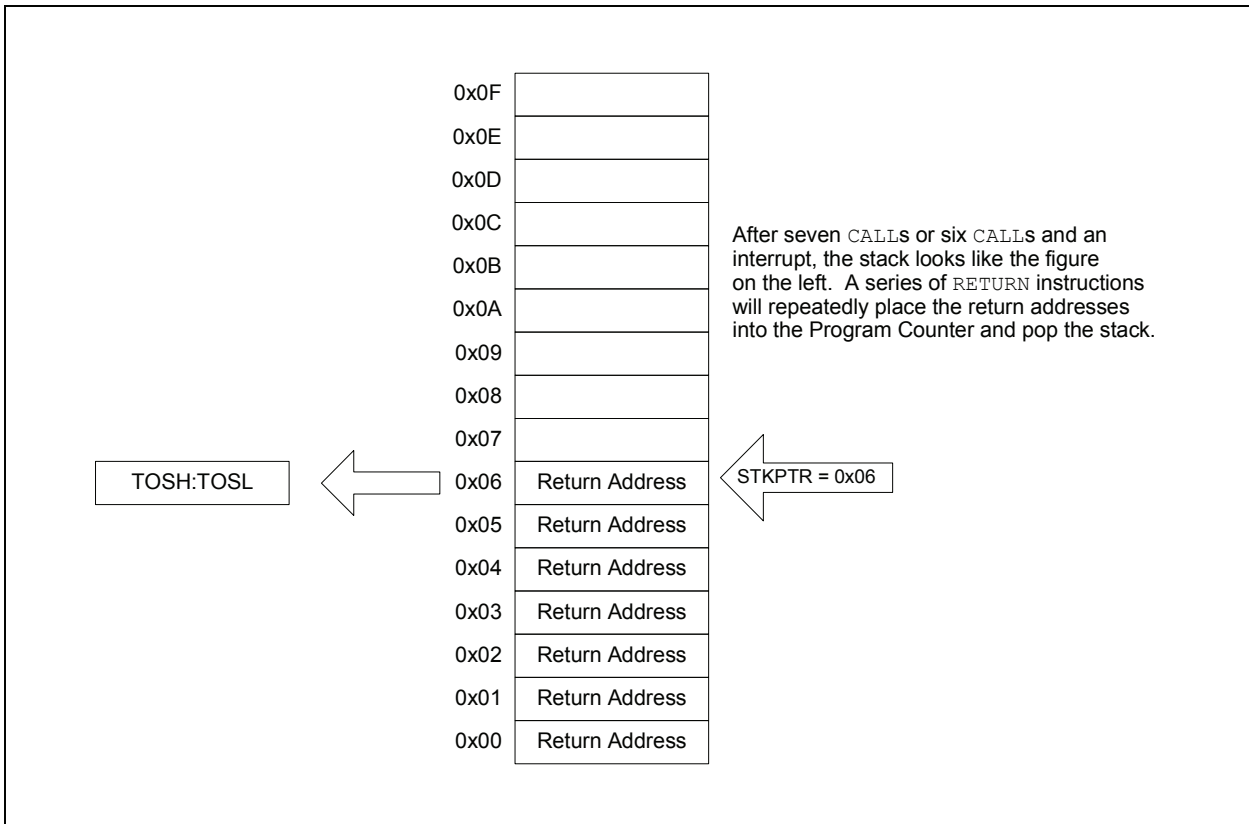 0x0F
0x0E
0x0D
0x0C
0x0B
0x0A
0x09
0x08
0x07
After seven CALLs or six CALLs and an
interrupt, the stack looks like the figure
on the left. A series of RETURN instructions
will repeatedly place the return addresses
into the Program Counter and pop the stack.
TOSH:TOSL
0x06 Return Address
STKPTR = 0x06
0x05 Return Address
0x04 Return Address
0x03 Return Address
0x02 Return Address
0x01 Return Address
0x00 Return Address